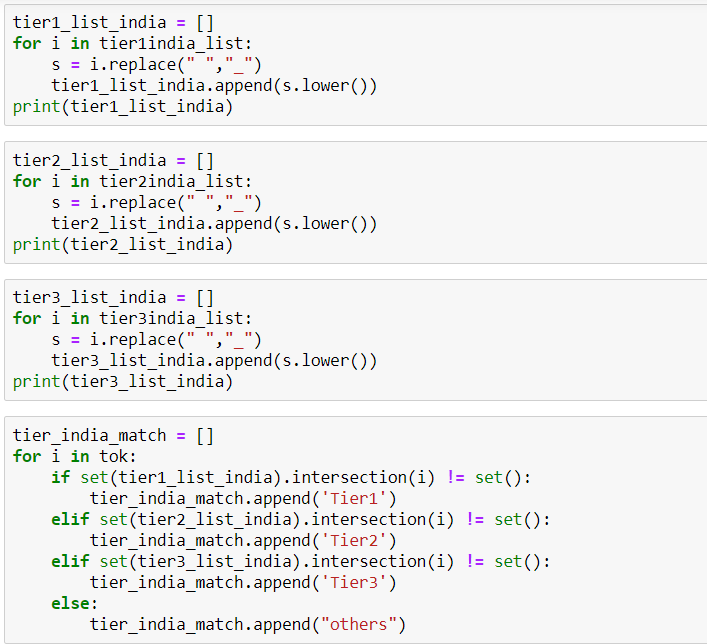 tier1_list_india = []
for i in tier1india_list:
    s = i.replace(" ","_")
    tier1_list_india.append(s.lower())
print(tier1_list_india)
tier2_list_india = []
for i in tier2india_list:
    s = i.replace(" ","_")
    tier2_list_india.append(s.lower())
print(tier2_list_india)
tier3_list_india = []
for i in tier3india_list:
    s = i.replace(" ","_")
    tier3_list_india.append(s.lower())
print(tier3_list_india)
tier_india_match = []
for i in tok:
    if set(tier1_list_india).intersection(i) != set():
        tier_india_match.append('Tier1')
    elif set(tier2_list_india).intersection(i) != set():
        tier_india_match.append('Tier2')
    elif set(tier3_list_india).intersection(i) != set():
        tier_india_match.append('Tier3')
    else:
        tier_india_match.append("others")